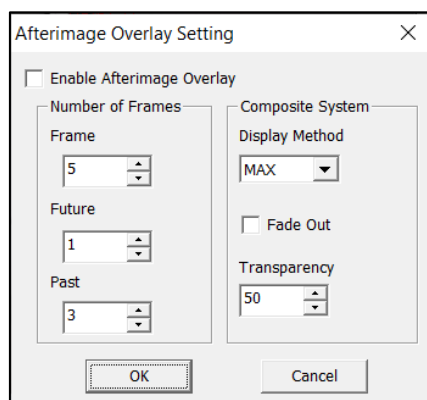 Afterimage Overlay Setting
Enable Afterimage Overlay
Number of Frames
Frame
5
Future
1
Past
3
Composite System
Display Method
MAX
Fade Out
Transparency
50
OK
Cancel